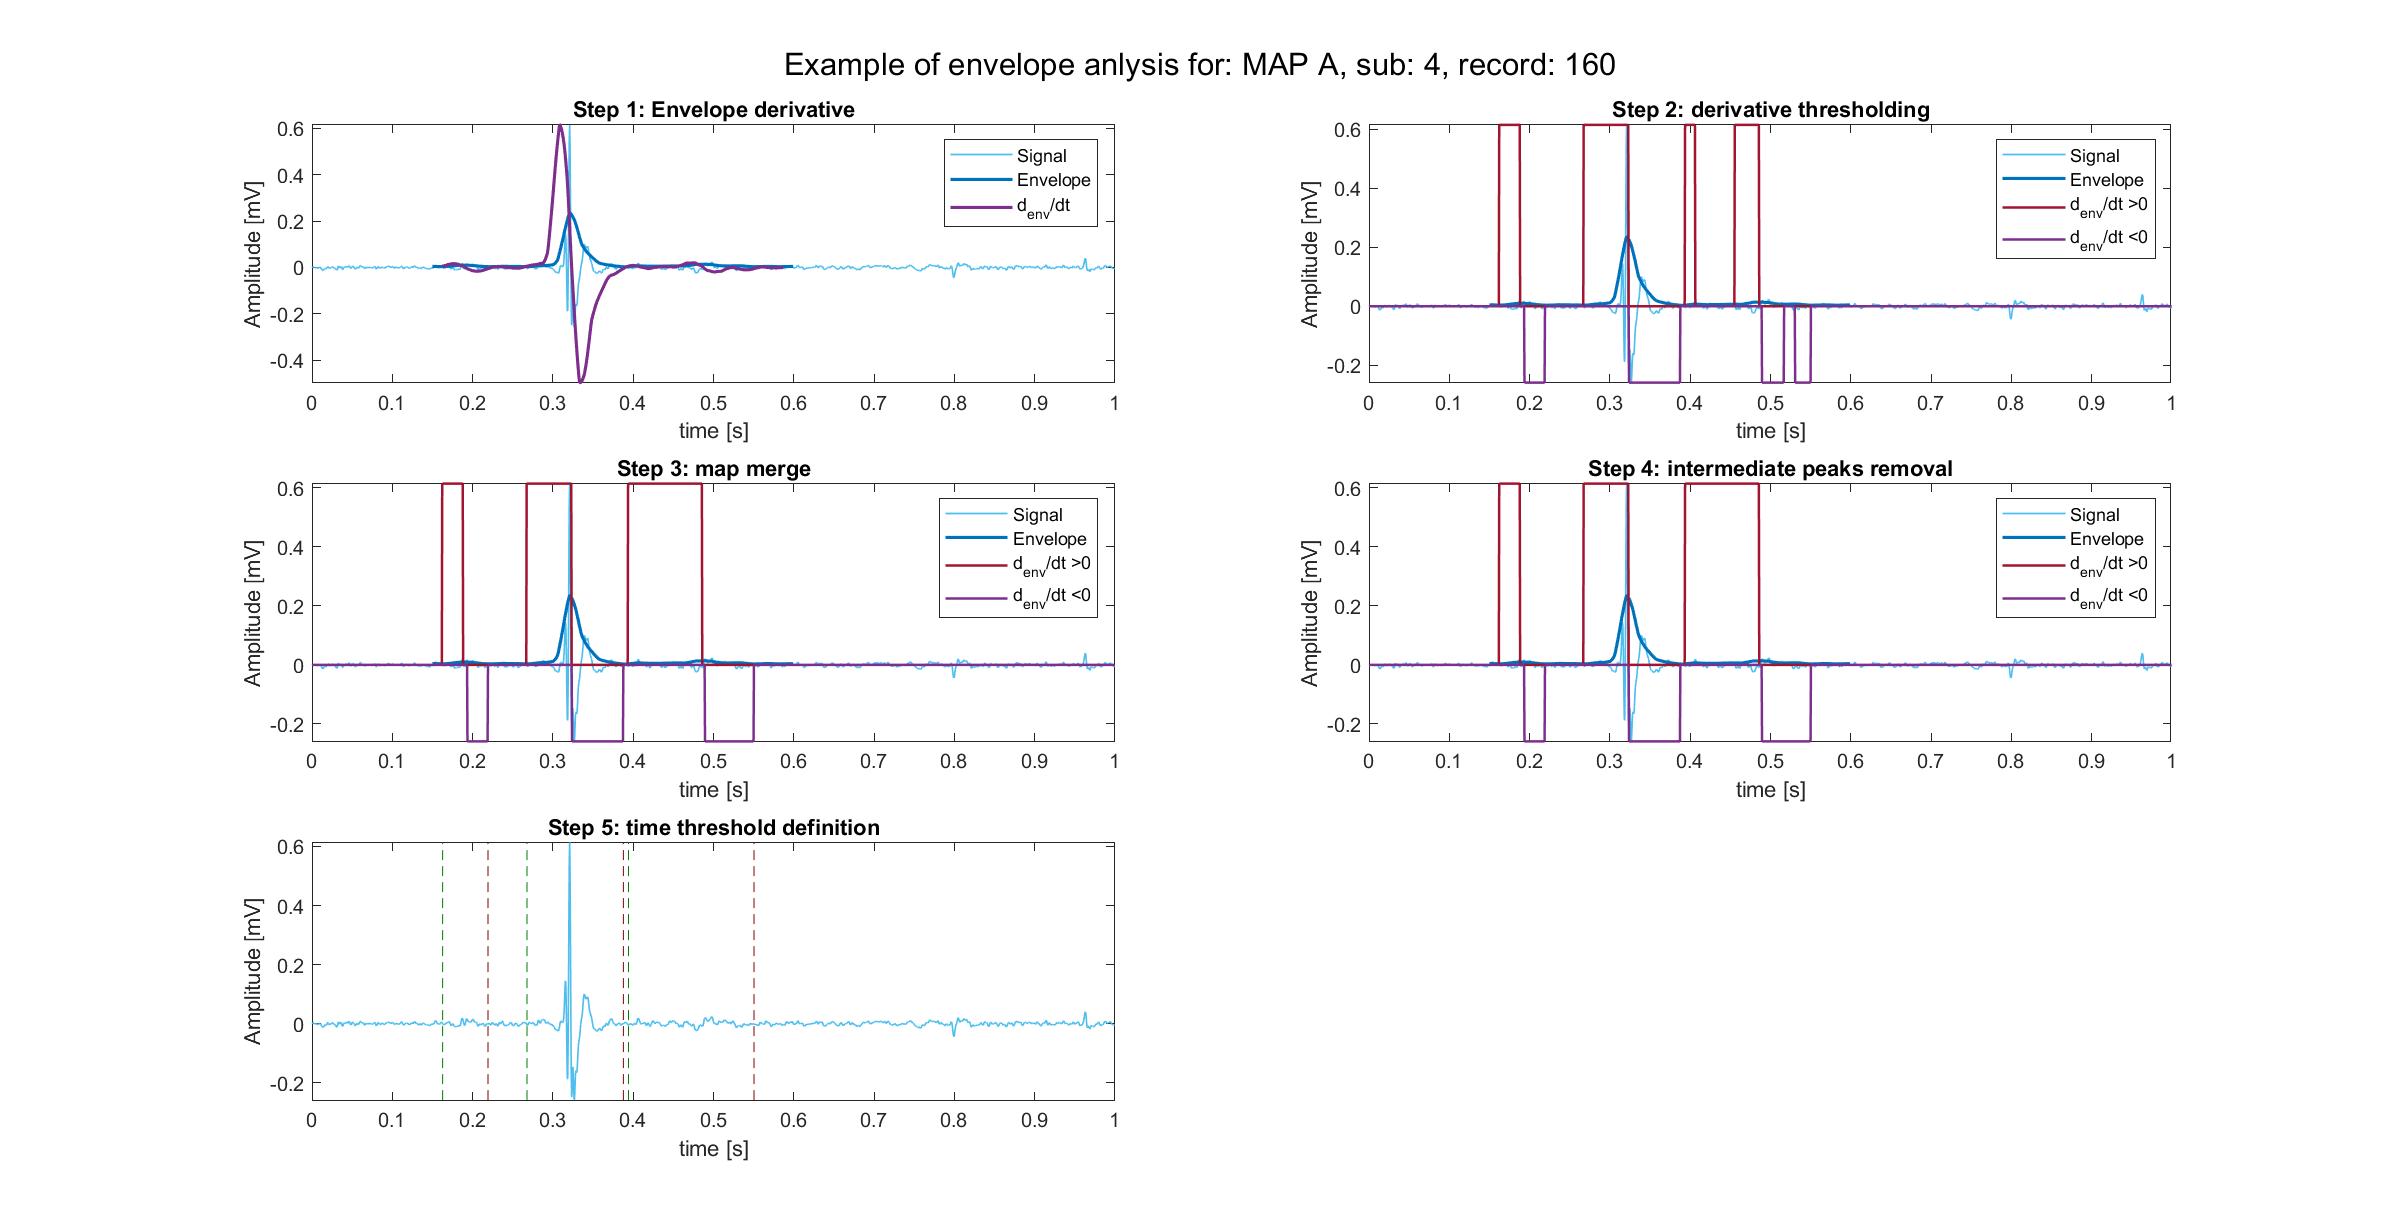 Example of envelope anlysis for: MAP A, sub: 4, record: 160
Step 1: Envelope derivative
Amplitude [mV]
0.6
0.4
0.2
0
-0.2
-0.4
Signal
Envelope
d_env/dt
0 0.1 0.2 0.3 0.4 0.5 0.6 0.7 0.8 0.9 1
time [s]
Step 2: derivative thresholding
Amplitude [mV]
0.6
0.4
0.2
0
-0.2
Signal
Envelope
d_env/dt >0
d_env/dt <0
0 0.1 0.2 0.3 0.4 0.5 0.6 0.7 0.8 0.9 1
time [s]
Step 3: map merge
Amplitude [mV]
0.6
0.4
0.2
0
-0.2
Signal
Envelope
d_env/dt >0
d_env/dt <0
0 0.1 0.2 0.3 0.4 0.5 0.6 0.7 0.8 0.9 1
time [s]
Step 4: intermediate peaks removal
Amplitude [mV]
0.6
0.4
0.2
0
-0.2
Signal
Envelope
d_env/dt >0
d_env/dt <0
0 0.1 0.2 0.3 0.4 0.5 0.6 0.7 0.8 0.9 1
time [s]
Step 5: time threshold definition
Amplitude [mV]
0.6
0.4
0.2
0
-0.2
0 0.1 0.2 0.3 0.4 0.5 0.6 0.7 0.8 0.9 1
time [s]